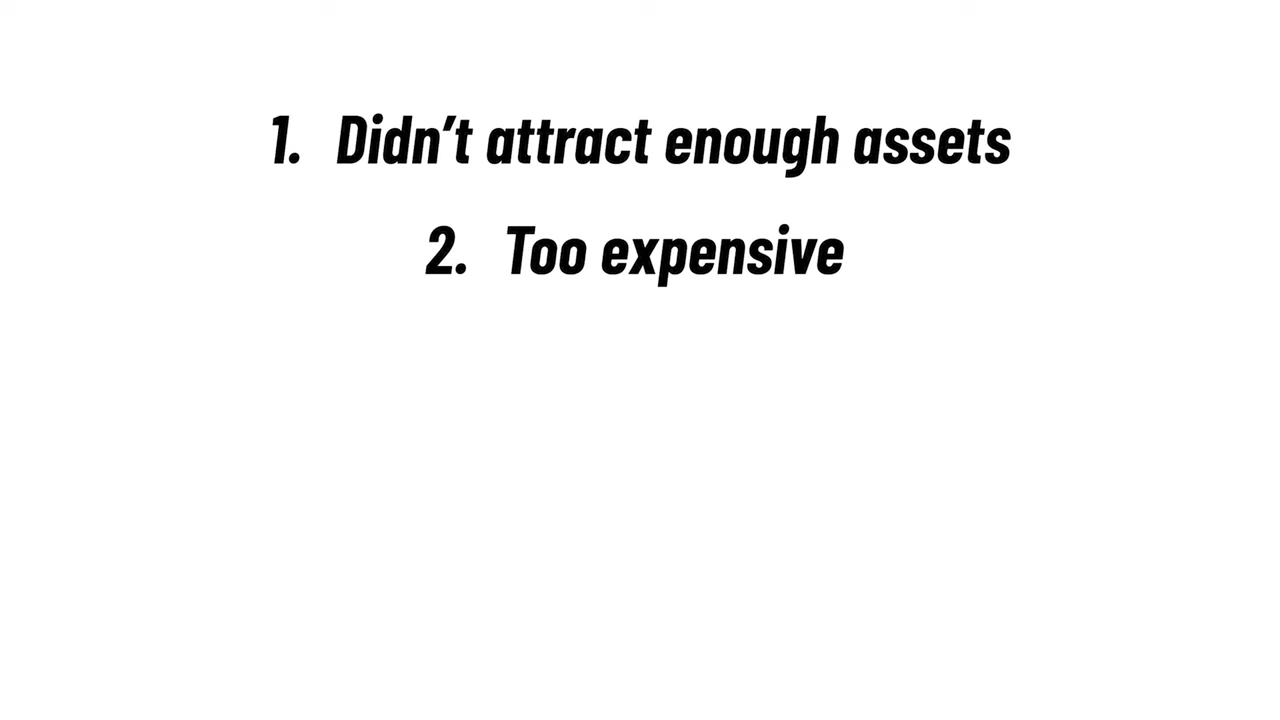 1. Didn’t attract enough assets
2. Too expensive